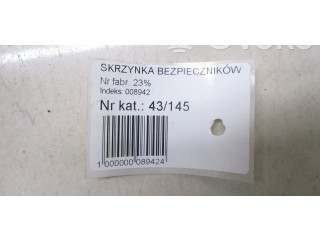 SKRZYNKA BEZPIECZNIKÓW
Nr fabr. 23%
Indeks: 008942
Nr kat.: 43/145
1 000000 089424